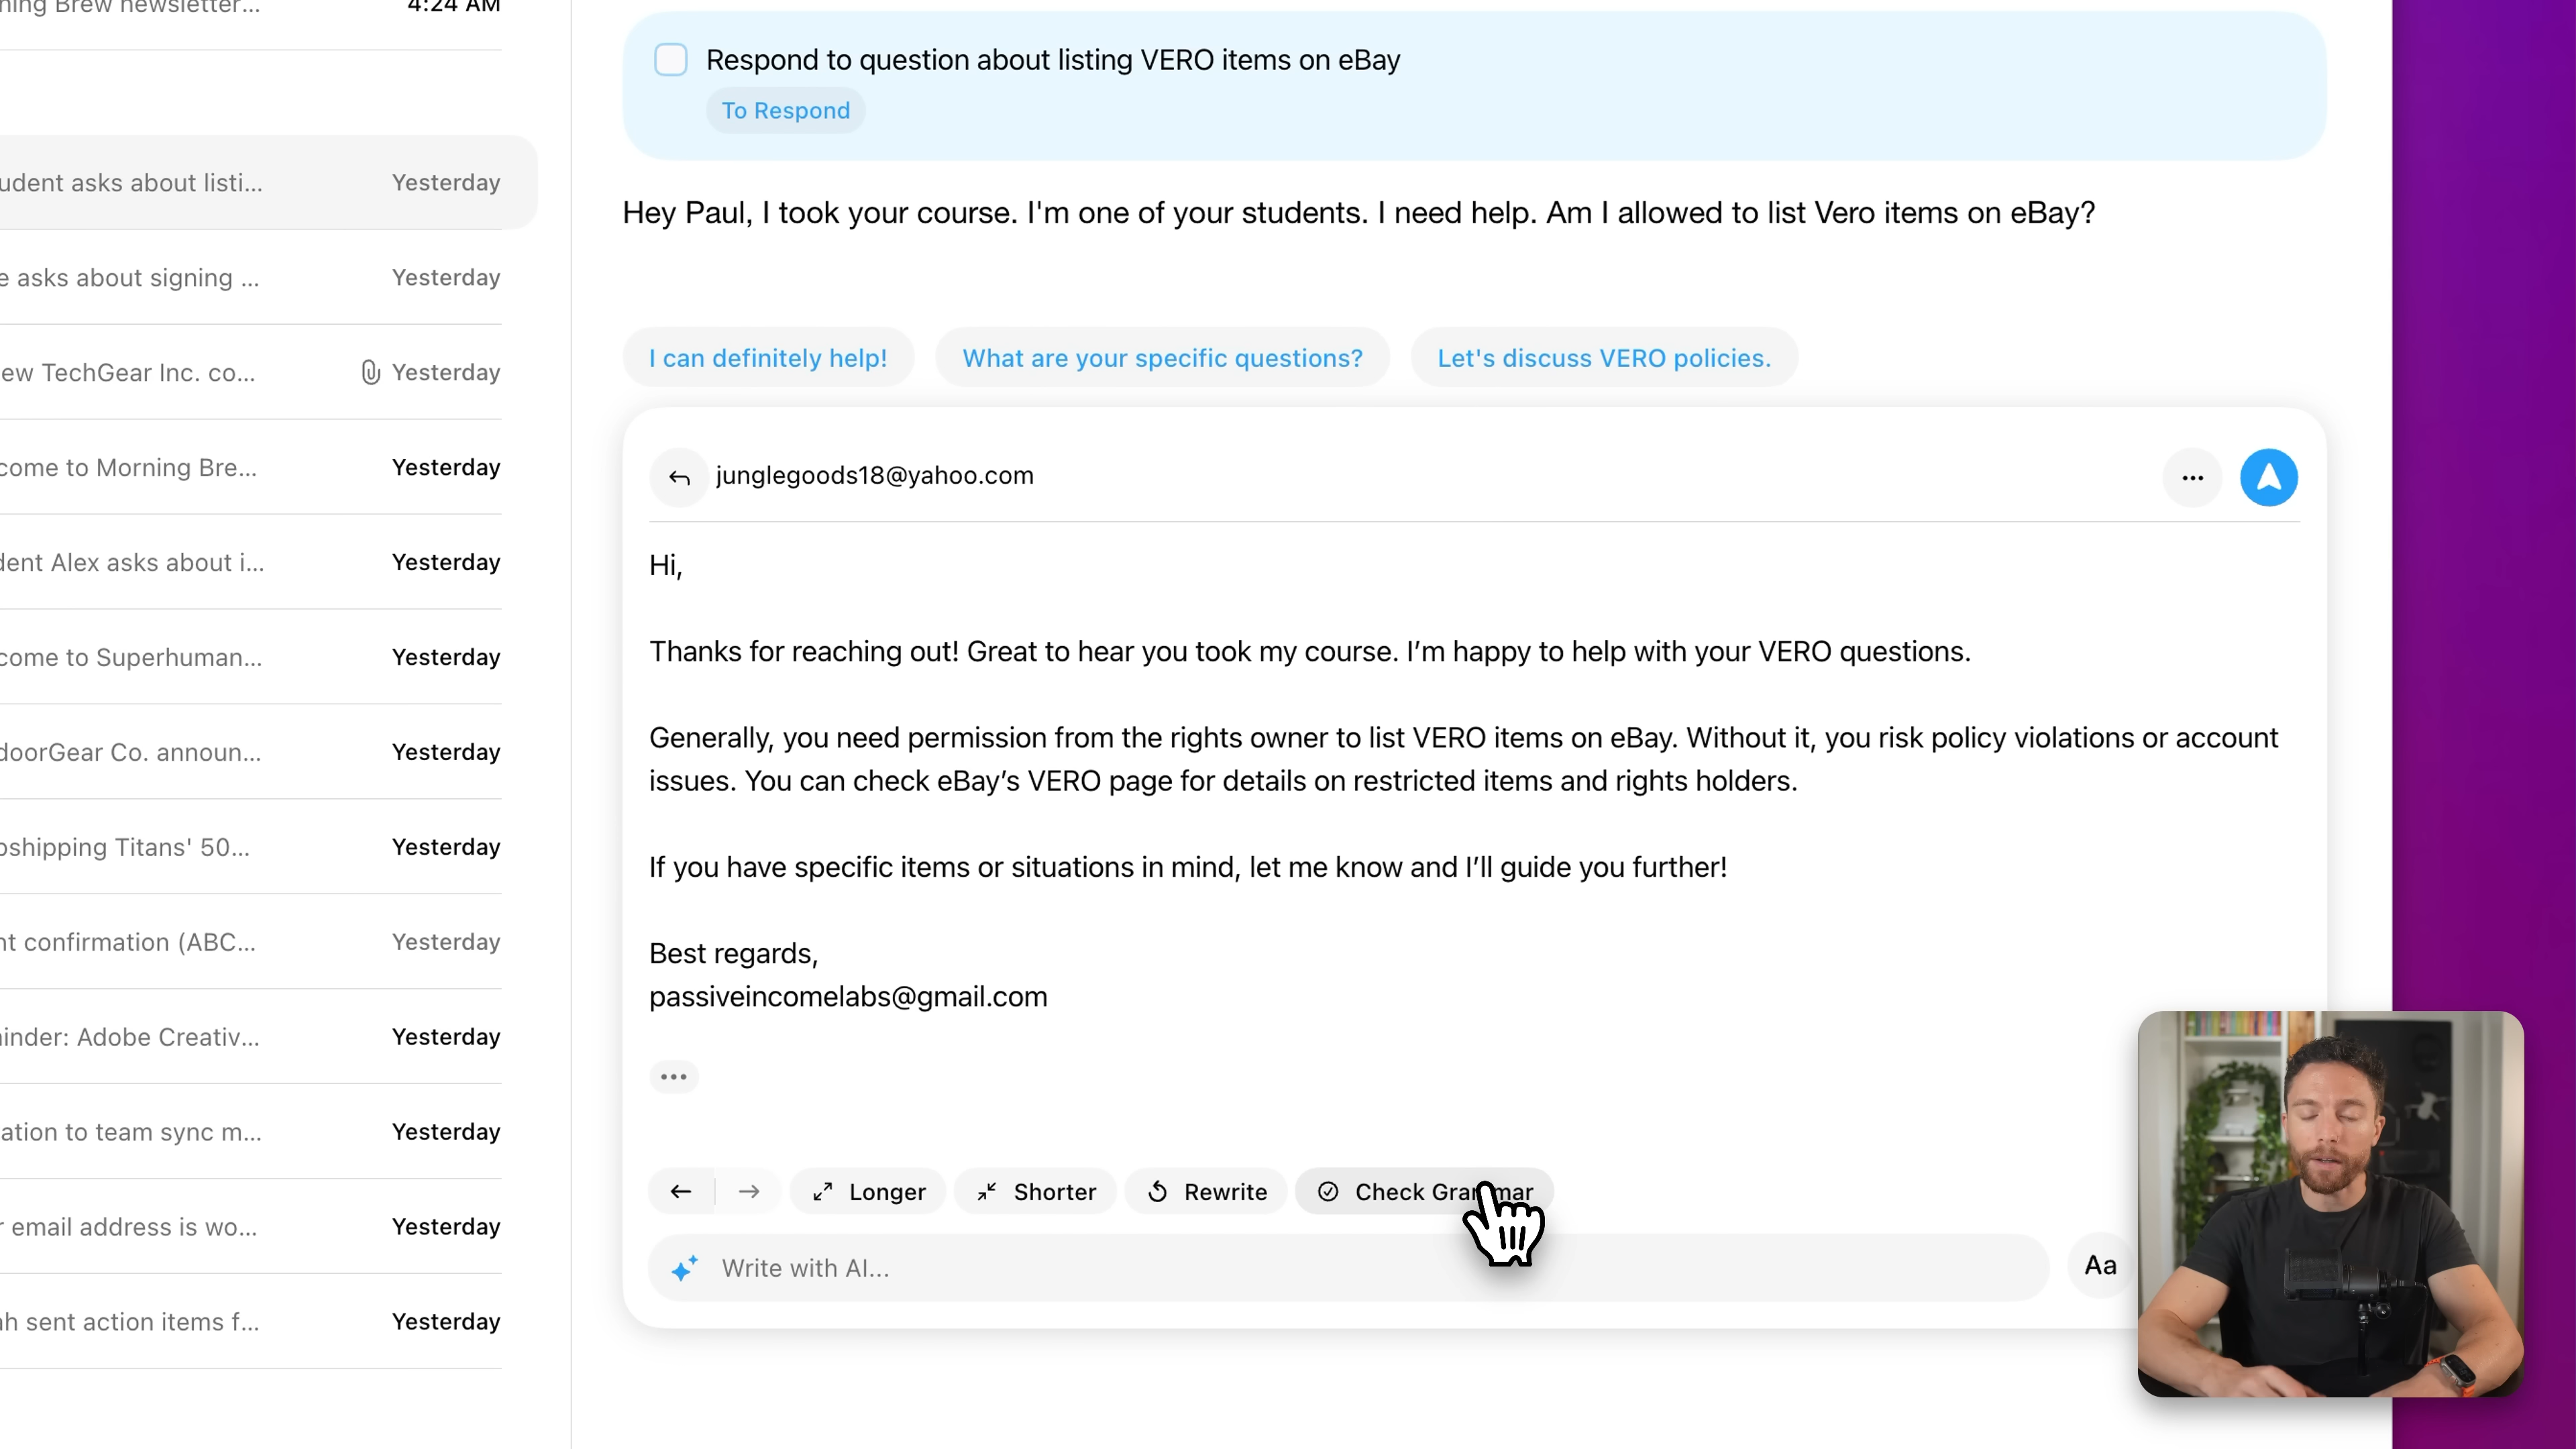 ning Brew newsletter... 4:24 AM
udent asks about listi... Yesterday
e asks about signing ... Yesterday
ew TechGear Inc. co... Yesterday
come to Morning Bre... Yesterday
dent Alex asks about i... Yesterday
come to Superhuman... Yesterday
doorGear Co. announ... Yesterday
pshipping Titans' 50... Yesterday
nt confirmation (ABC... Yesterday
inder: Adobe Creativ... Yesterday
ation to team sync m... Yesterday
r email address is wo... Yesterday
ah sent action items f... Yesterday
Respond to question about listing VERO items on eBay
To Respond
Hey Paul, I took your course. I'm one of your students. I need help. Am I allowed to list Vero items on eBay?
I can definitely help! What are your specific questions? Let's discuss VERO policies.
junglegoods18@yahoo.com
Hi,
Thanks for reaching out! Great to hear you took my course. I’m happy to help with your VERO questions.
Generally, you need permission from the rights owner to list VERO items on eBay. Without it, you risk policy violations or account
issues. You can check eBay’s VERO page for details on restricted items and rights holders.
If you have specific items or situations in mind, let me know and I’ll guide you further!
Best regards,
passiveincomelabs@gmail.com
Longer Shorter Rewrite Check Grammar
Write with AI...
Aa